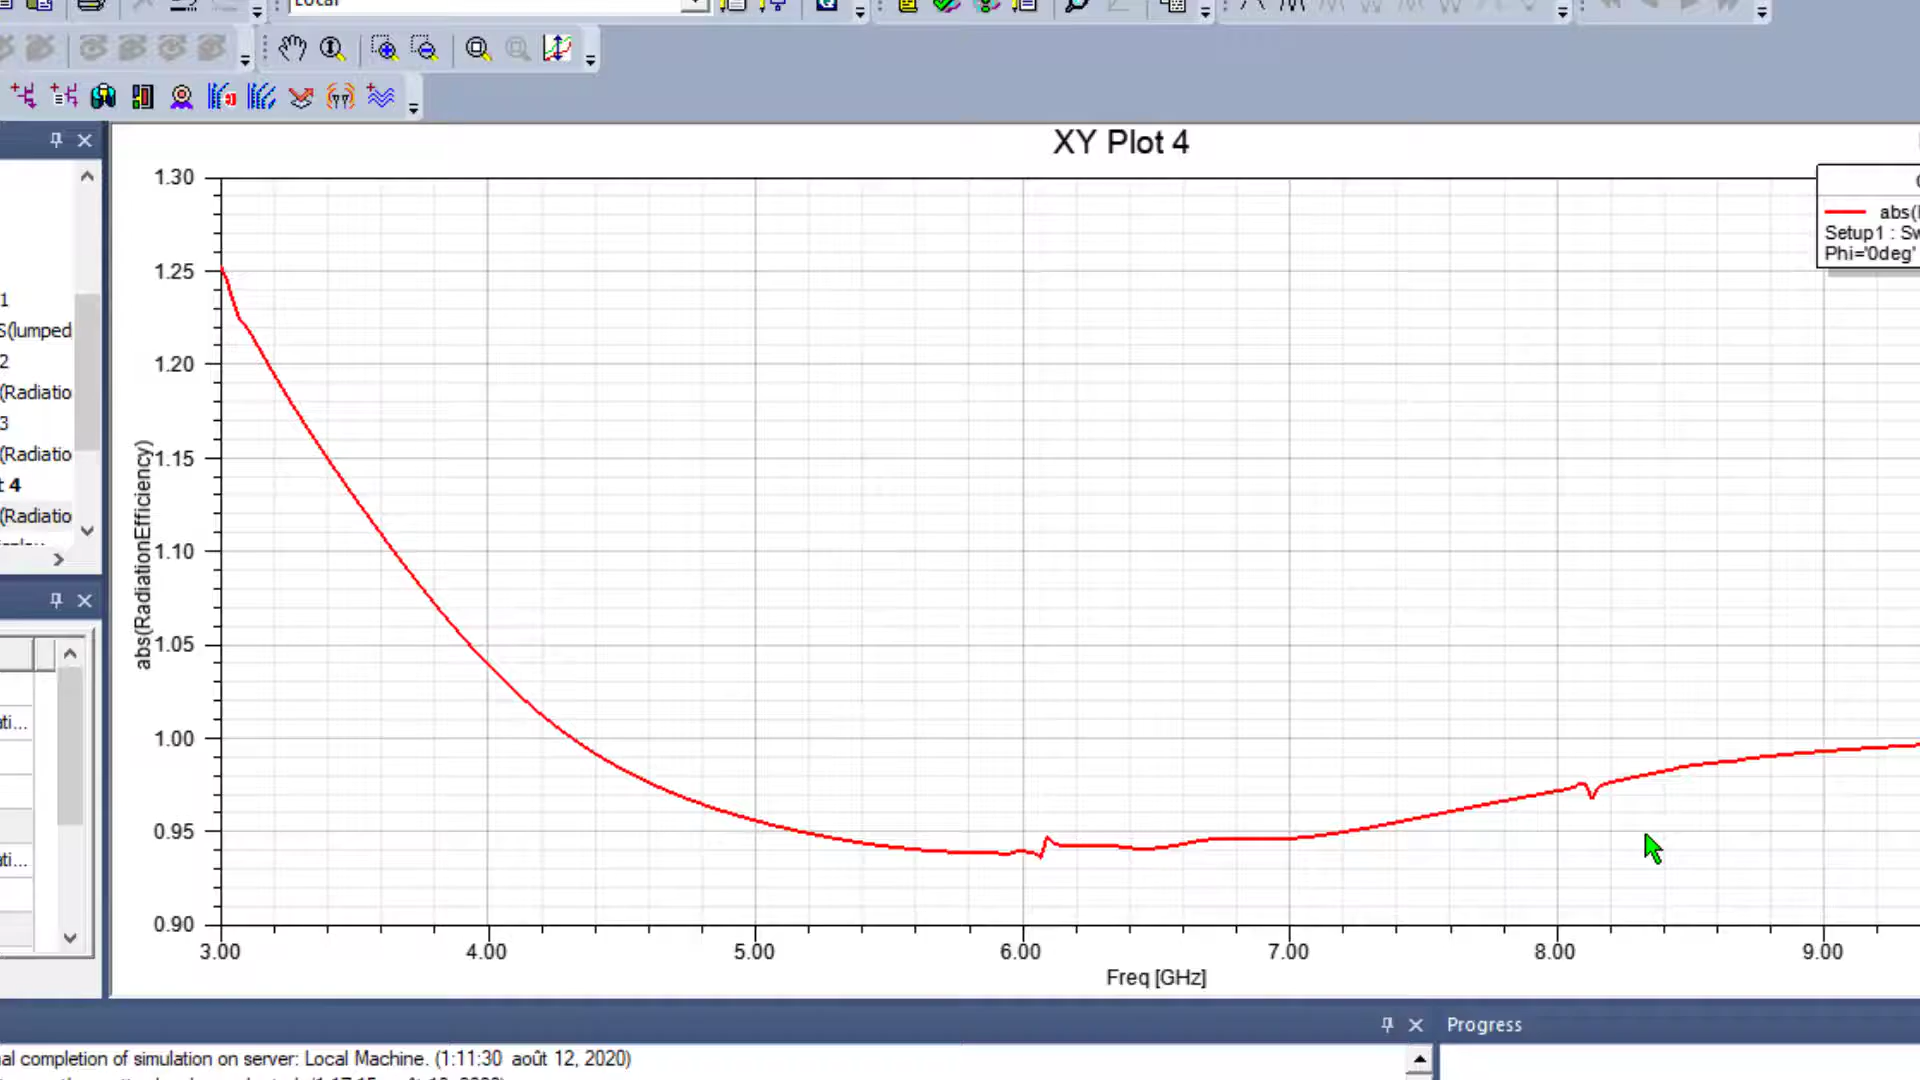 Local
XY Plot 4
1.30
1.25
1.20
1.15
1.10
1.05
1.00
0.95
0.90
abs(RadiationEfficiency)
3.00 4.00 5.00 6.00 7.00 8.00 9.00
Freq [GHz]
abs(
Setup1 : Sw
Phi='0deg'
1
S(lumped
2
(Radiatio
3
(Radiatio
t 4
(Radiatio
ati...
ati...
Progress
al completion of simulation on server: Local Machine. (1:11:30 août 12, 2020)